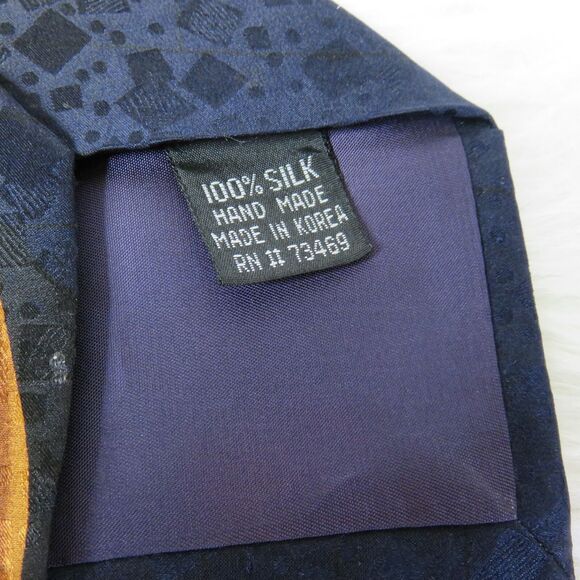 100% SILK
HAND MADE
MADE IN KOREA
RN # 73469